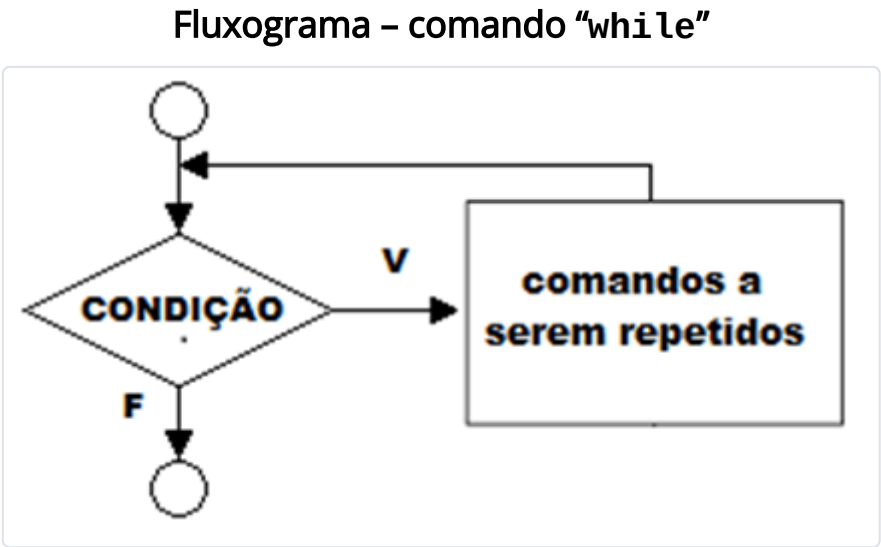 Fluxograma – comando “while”
V
CONDIÇÃO
comandos a
serem repetidos
F